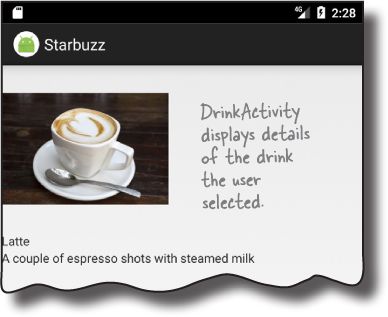 4G 2:28
Starbuzz
DrinkActivity
displays details
of the drink
the user
selected.
Latte
A couple of espresso shots with steamed milk